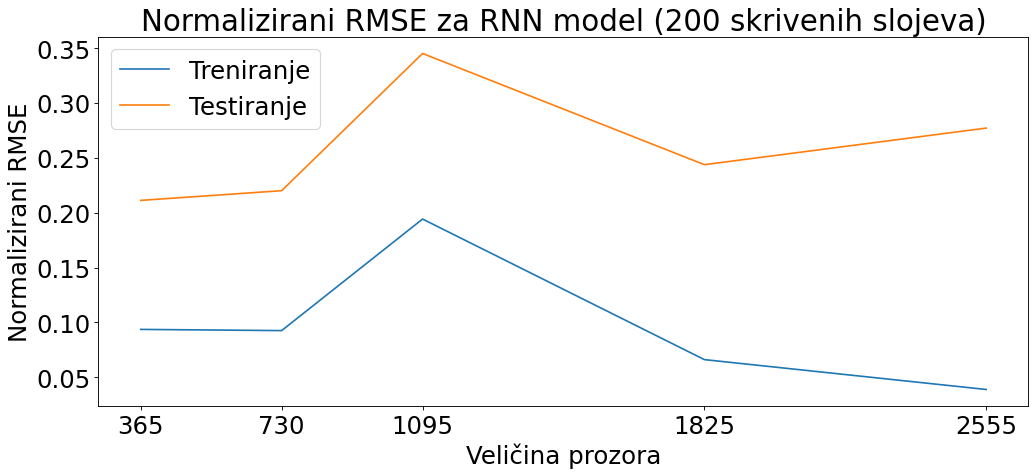 Normalizirani RMSE za RNN model (200 skrivenih slojeva)
Treniranje
Testiranje
Normalizirani RMSE
0.35
0.30
0.25
0.20
0.15
0.10
0.05
365 730 1095 1825 2555
Veličina prozora